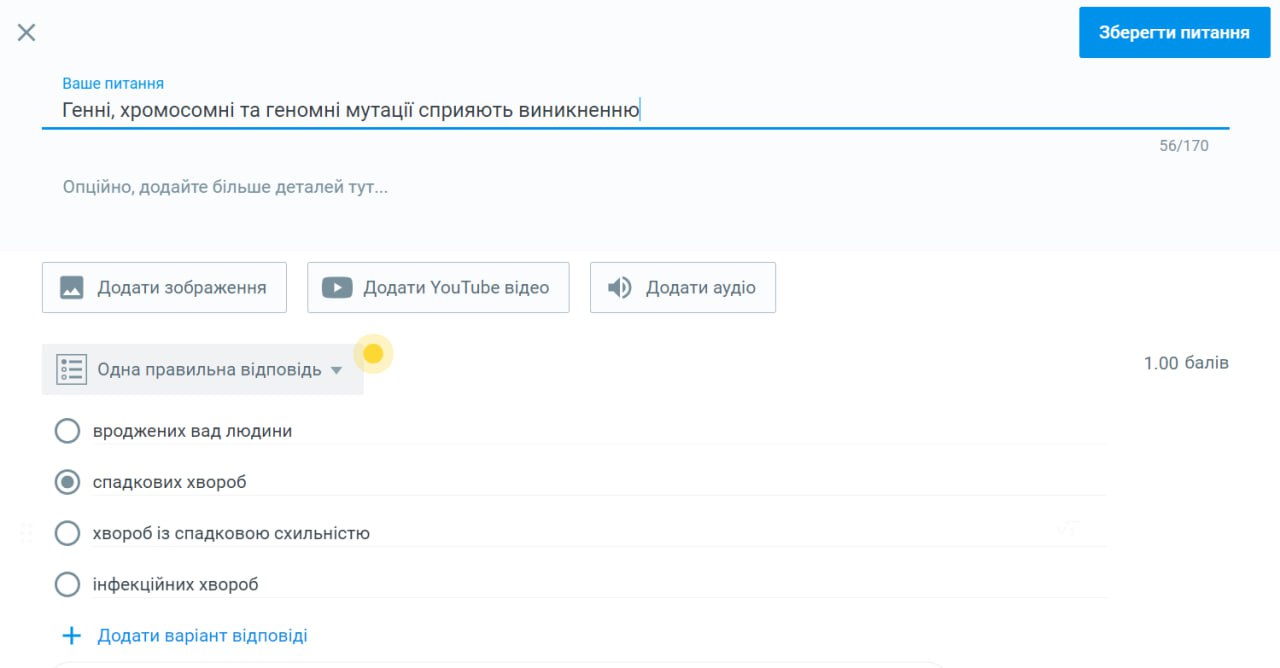 Зберегти питання
Ваше питання
Генні, хромосомні та геномні мутації сприяють виникненню
56/170
Опційно, додайте більше деталей тут...
Додати зображення
Додати YouTube відео
Додати аудіо
Одна правильна відповідь
1.00 балів
вроджених вад людини
спадкових хвороб
хвороб із спадковою схильністю
інфекційних хвороб
Додати варіант відповіді